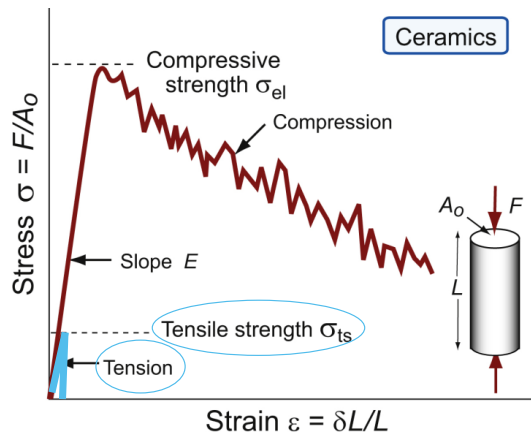 Ceramics
Compressive
strength σel
Compression
Stress σ = F/Ao
Ao
F
L
Slope E
Tensile strength σts
Tension
Strain ε = δL/L